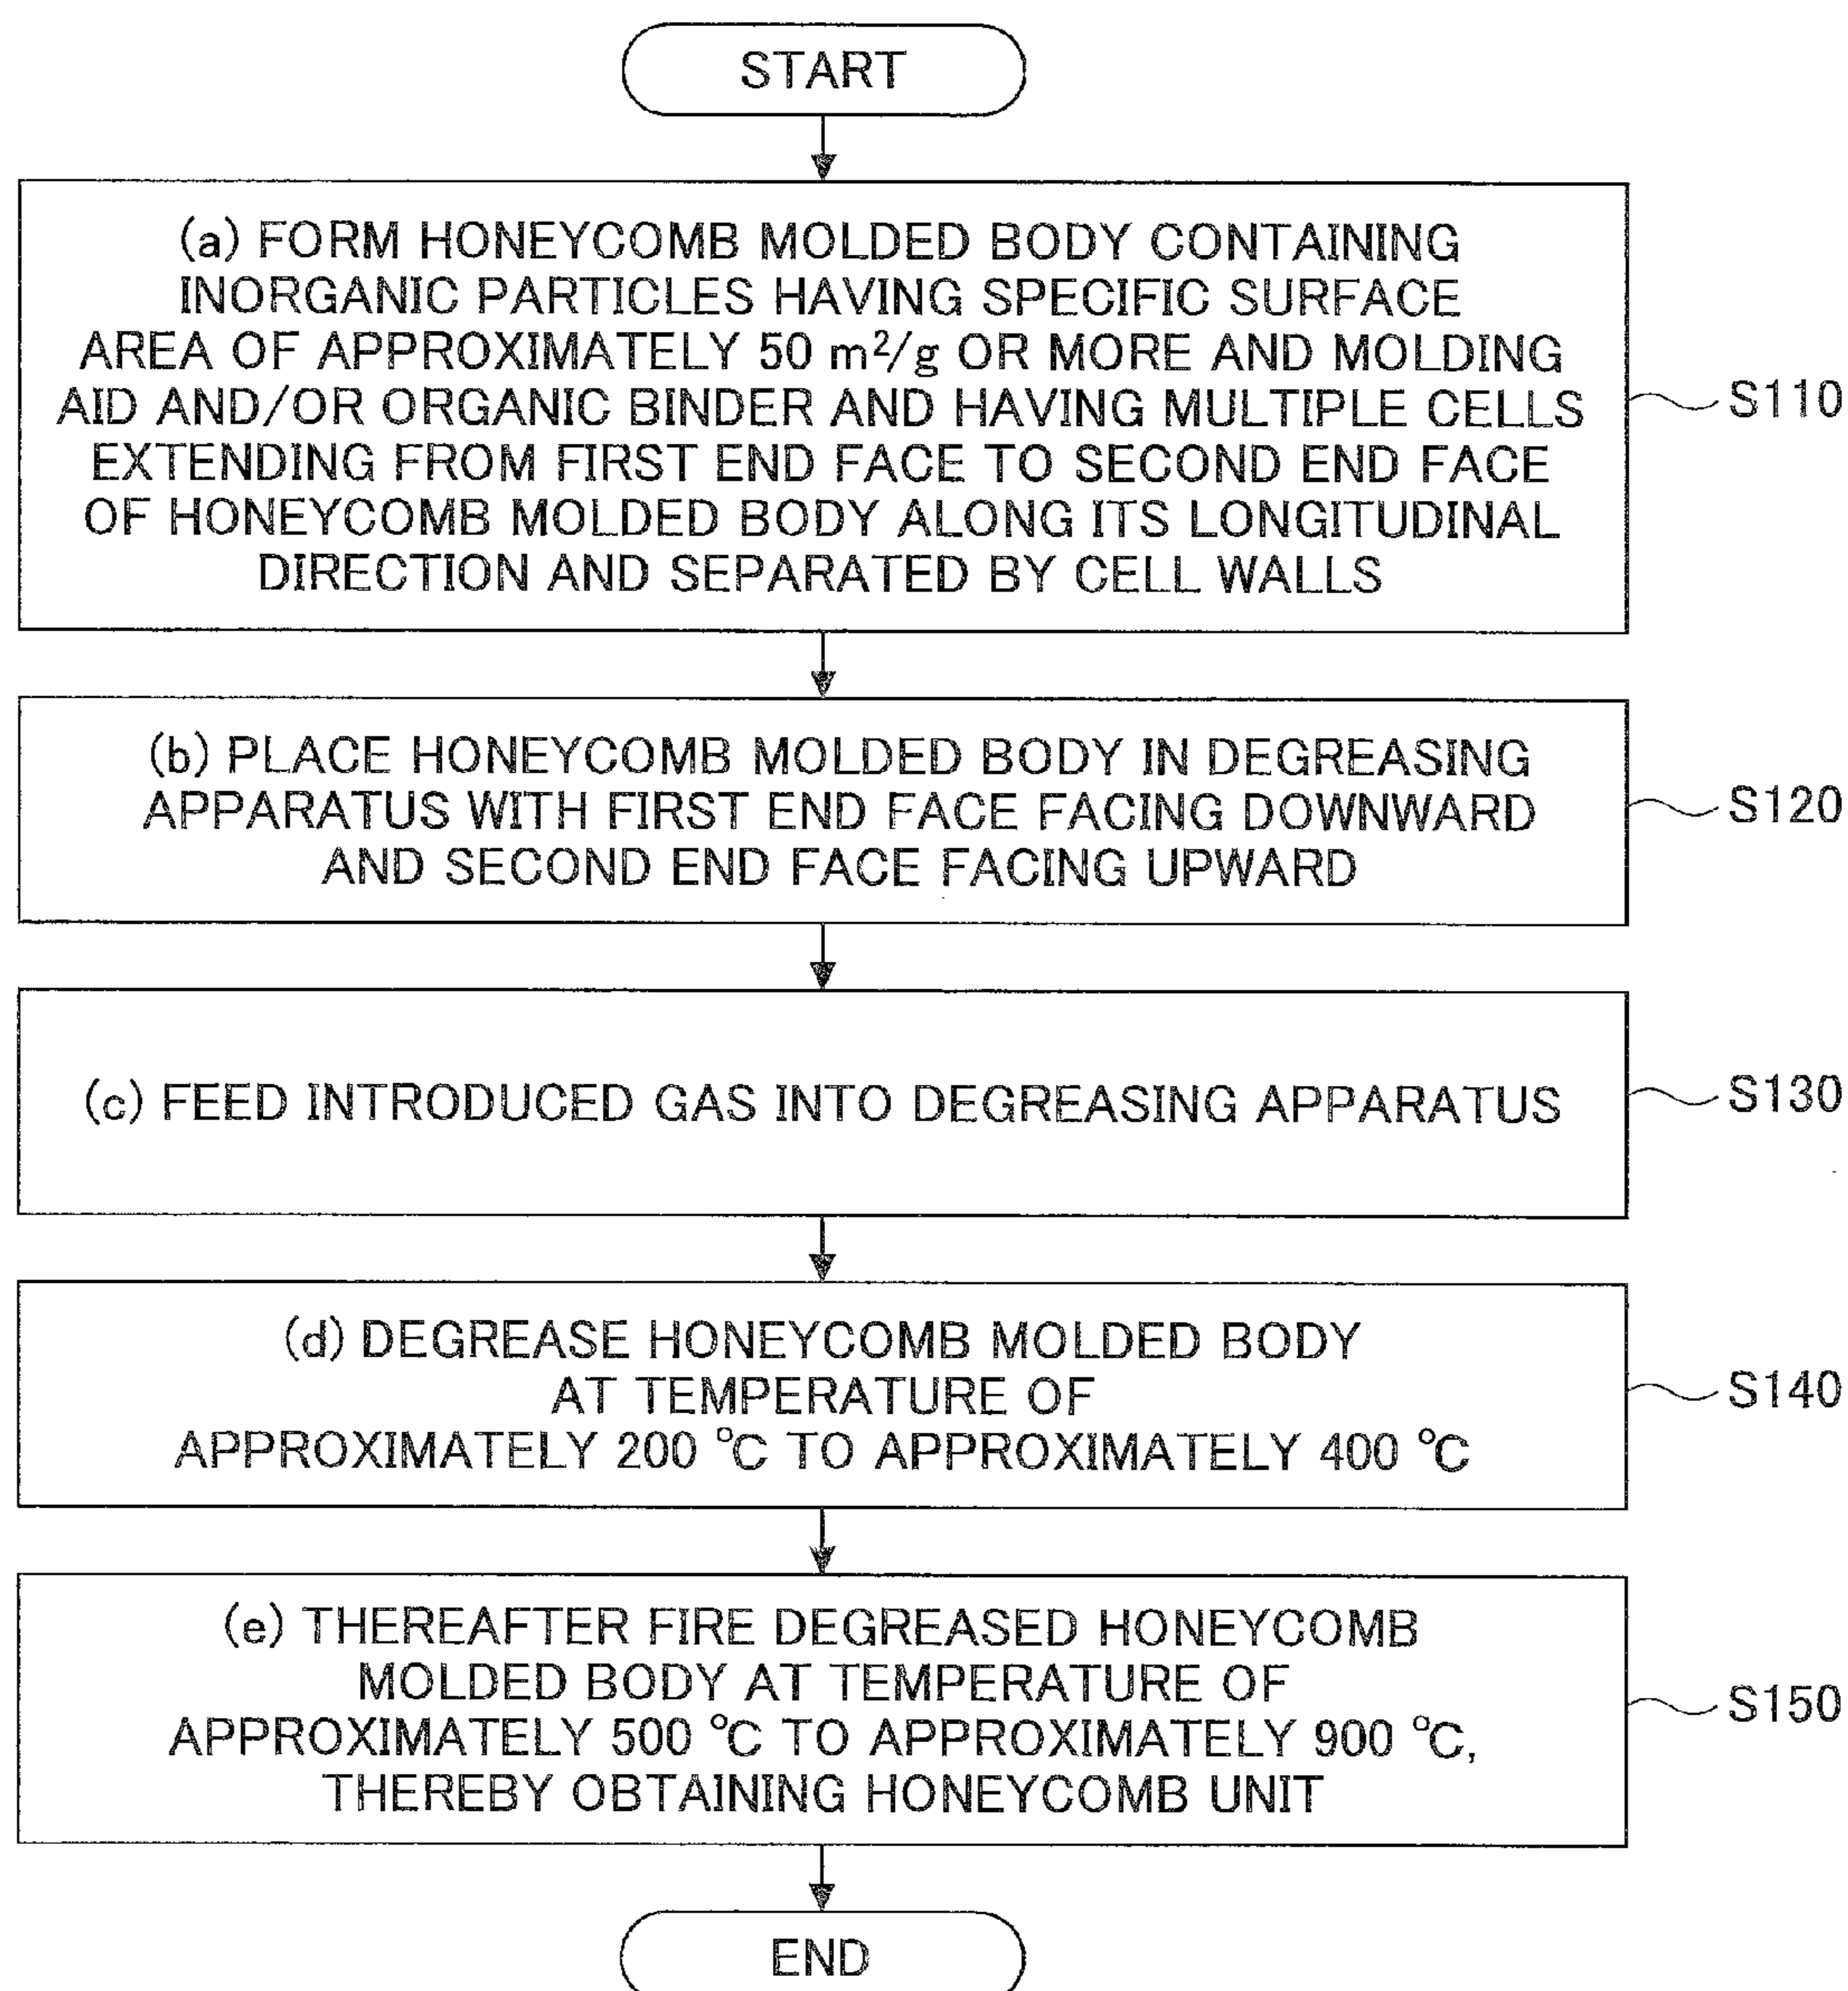 START
(a) FORM HONEYCOMB MOLDED BODY CONTAINING
INORGANIC PARTICLES HAVING SPECIFIC SURFACE
AREA OF APPROXIMATELY 50 m²/g OR MORE AND MOLDING
AID AND/OR ORGANIC BINDER AND HAVING MULTIPLE CELLS
EXTENDING FROM FIRST END FACE TO SECOND END FACE
OF HONEYCOMB MOLDED BODY ALONG ITS LONGITUDINAL
DIRECTION AND SEPARATED BY CELL WALLS
S110
(b) PLACE HONEYCOMB MOLDED BODY IN DEGREASING
APPARATUS WITH FIRST END FACE FACING DOWNWARD
AND SECOND END FACE FACING UPWARD
S120
(c) FEED INTRODUCED GAS INTO DEGREASING APPARATUS
S130
(d) DEGREASE HONEYCOMB MOLDED BODY
AT TEMPERATURE OF
APPROXIMATELY 200 °C TO APPROXIMATELY 400 °C
S140
(e) THEREAFTER FIRE DEGREASED HONEYCOMB
MOLDED BODY AT TEMPERATURE OF
APPROXIMATELY 500 °C TO APPROXIMATELY 900 °C,
THEREBY OBTAINING HONEYCOMB UNIT
S150
END